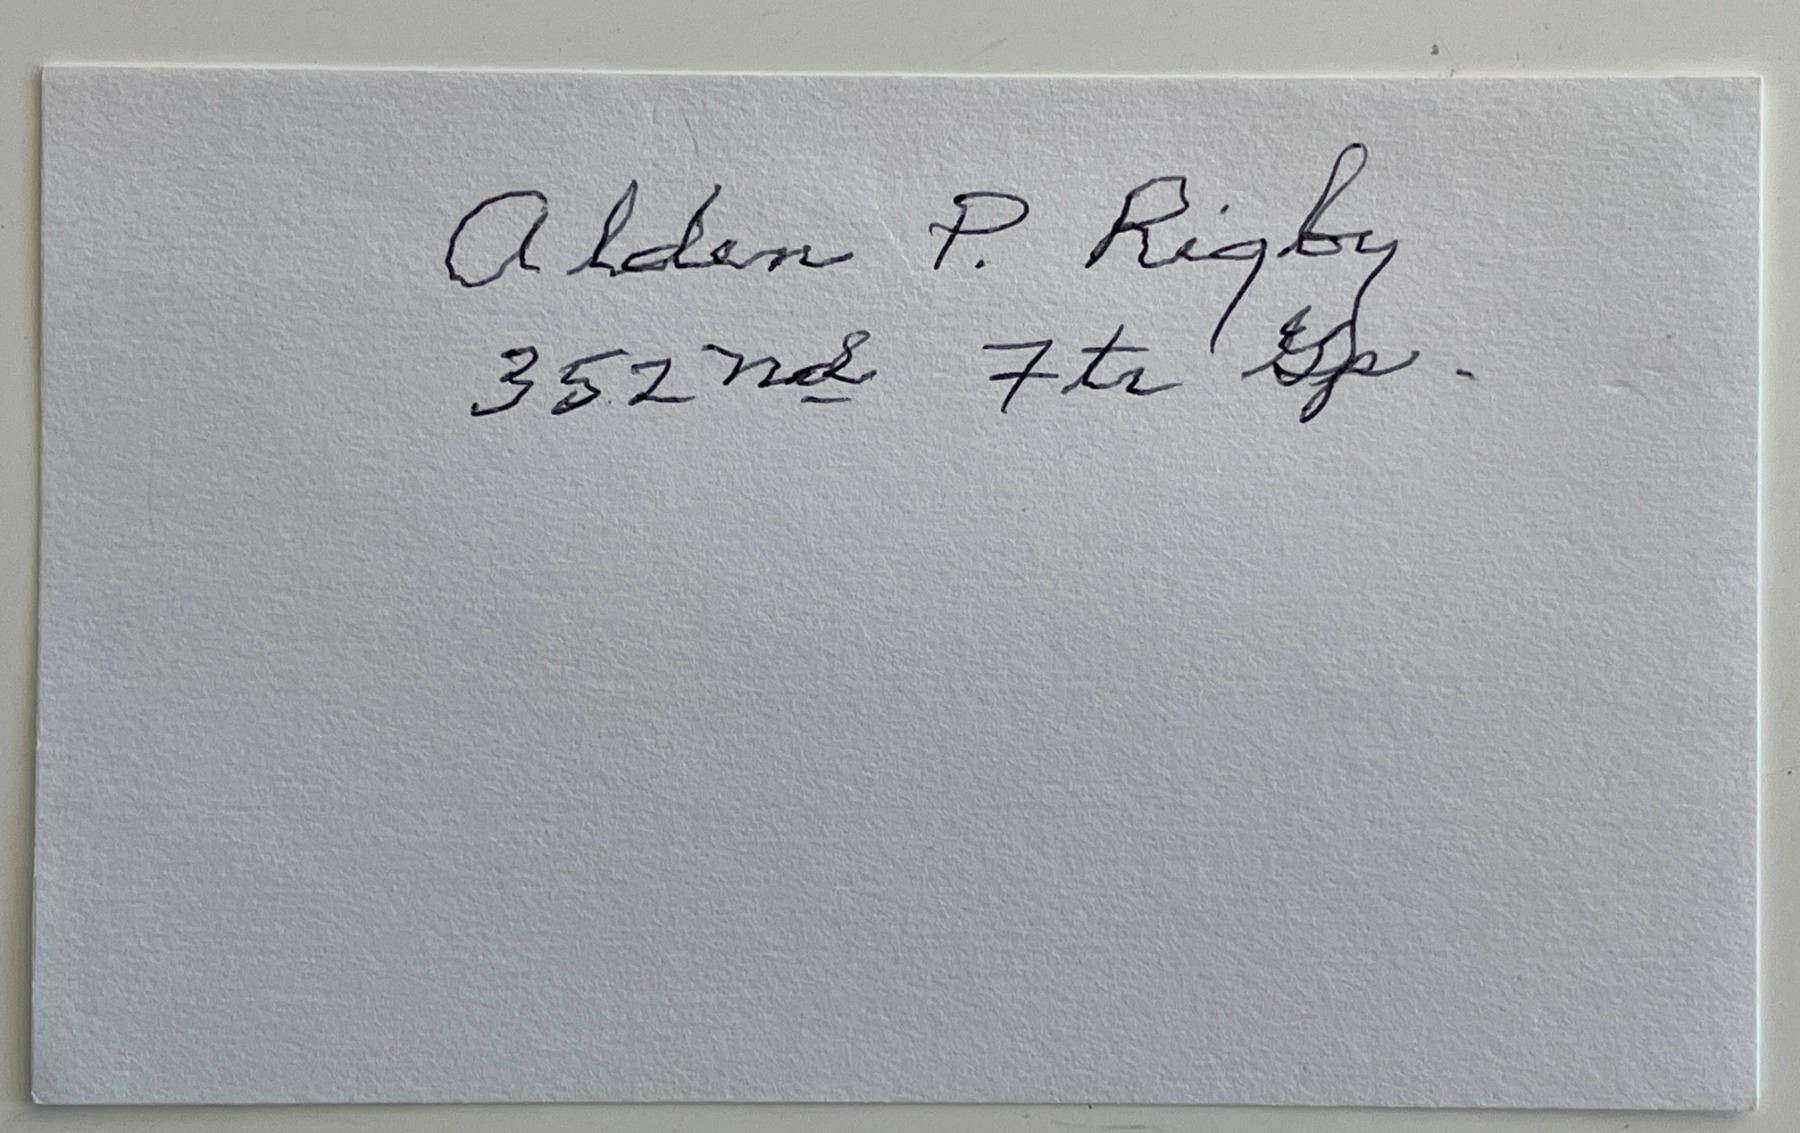 Alden P. Rigby
352nd Ftr Gp.